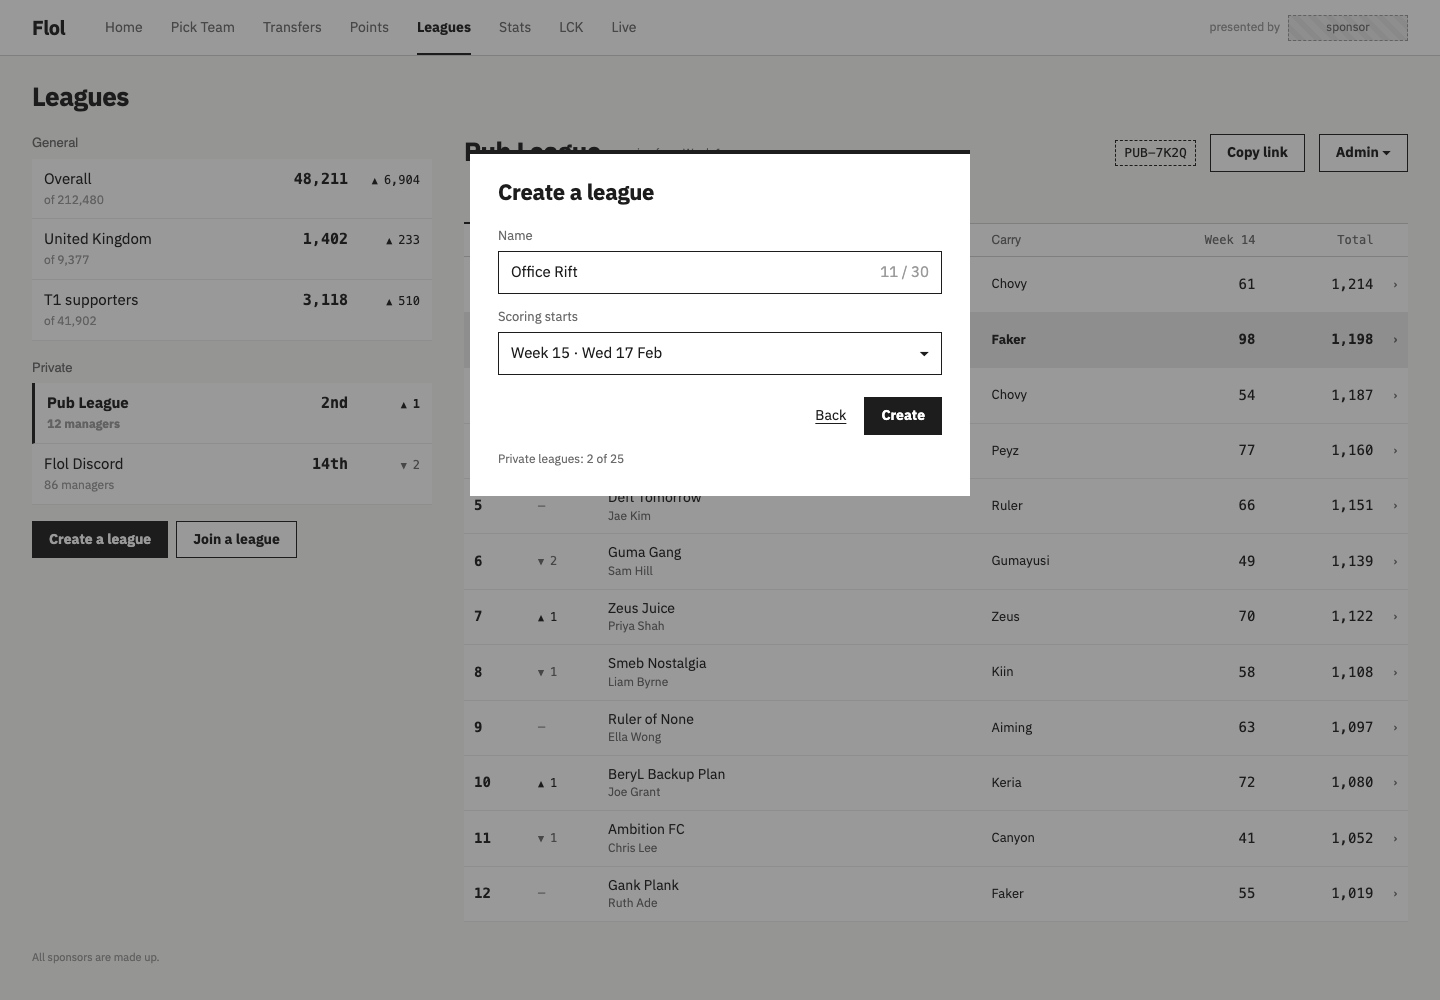 Flol Home Pick Team Transfers Points Leagues Stats LCK Live presented by sponsor
Leagues
General
Overall 48,211 ▲ 6,904
of 212,480
United Kingdom 1,402 ▲ 233
of 9,377
T1 supporters 3,118 ▲ 510
of 41,902
Private
Pub League 2nd ▲ 1
12 managers
Flol Discord 14th ▼ 2
86 managers
Create a league Join a league
Pub League PUB–7K2Q Copy link Admin
Create a league
Name
Office Rift 11 / 30
Scoring starts
Week 15 · Wed 17 Feb
Back Create
Private leagues: 2 of 25
Carry Week 14 Total
Chovy 61 1,214 ›
Faker 98 1,198 ›
Chovy 54 1,187 ›
Peyz 77 1,160 ›
5 – Deft Tomorrow Ruler 66 1,151 ›
Jae Kim
6 ▼ 2 Guma Gang Gumayusi 49 1,139 ›
Sam Hill
7 ▲ 1 Zeus Juice Zeus 70 1,122 ›
Priya Shah
8 ▼ 1 Smeb Nostalgia Kiin 58 1,108 ›
Liam Byrne
9 – Ruler of None Aiming 63 1,097 ›
Ella Wong
10 ▲ 1 BeryL Backup Plan Keria 72 1,080 ›
Joe Grant
11 ▼ 1 Ambition FC Canyon 41 1,052 ›
Chris Lee
12 – Gank Plank Faker 55 1,019 ›
Ruth Ade
All sponsors are made up.